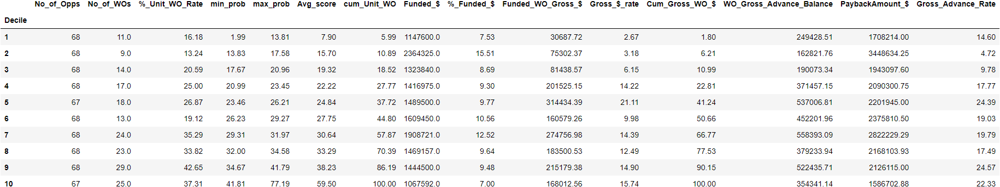 No_of_Opps No_of_WOs %_Unit_WO_Rate min_prob max_prob Avg_score cum_Unit_WO Funded_$ %_Funded_$ Funded_WO_Gross_$ Gross_$_rate Cum_Gross_WO_$ WO_Gross_Advance_Balance PaybackAmount_$ Gross_Advance_Rate
Decile
1 68 11.0 16.18 1.99 13.81 7.90 5.99 1147600.0 7.53 30687.72 2.67 1.80 249428.51 1708214.00 14.60
2 68 9.0 13.24 13.83 17.58 15.70 10.89 2364325.0 15.51 75302.37 3.18 6.21 162821.76 3448634.25 4.72
3 68 14.0 20.59 17.67 20.96 19.32 18.52 1323840.0 8.69 81438.57 6.15 10.99 190073.34 1943097.60 9.78
4 68 17.0 25.00 20.99 23.45 22.22 27.77 1416975.0 9.30 201525.15 14.22 22.81 371457.15 2090300.75 17.77
5 67 18.0 26.87 23.46 26.21 24.84 37.72 1489500.0 9.77 314434.39 21.11 41.24 537006.81 2201945.00 24.39
6 68 13.0 19.12 26.23 29.27 27.75 44.80 1609450.0 10.56 160579.26 9.98 50.66 452201.96 2375810.50 19.03
7 68 24.0 35.29 29.31 31.97 30.64 57.87 1908721.0 12.52 274756.98 14.39 66.77 558393.09 2822229.29 19.79
8 68 23.0 33.82 32.00 34.58 33.29 70.39 1469157.0 9.64 183500.53 12.49 77.53 379233.94 2168103.93 17.49
9 68 29.0 42.65 34.67 41.79 38.23 86.19 1444500.0 9.48 215179.38 14.90 90.15 522435.71 2126115.00 24.57
10 67 25.0 37.31 41.81 77.19 59.50 100.00 1067592.0 7.00 168012.56 15.74 100.00 354341.14 1586702.88 22.33